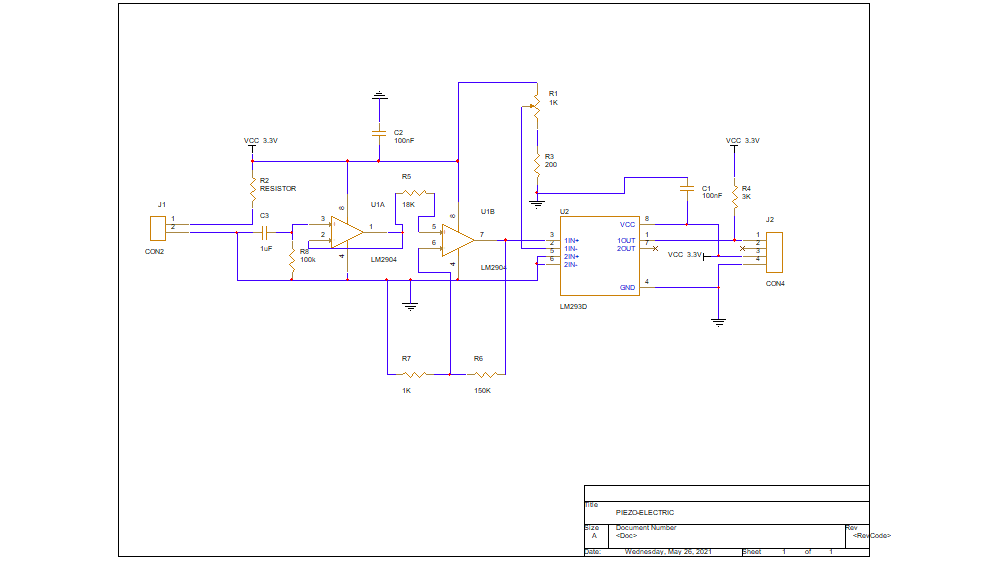 R1
1K
C2
100nF
VCC 3.3V
VCC 3.3V
R3
200
R5
R2
RESISTOR
C1
100nF
R4
3K
18K
J1
U1A
U1B
U2
J2
C3
1
2
3
2
8
1
4
5
6
8
7
4
3
2
5
6
1IN+
1IN-
2IN+
2IN-
VCC
1OUT
2OUT
GND
8
1
7
4
1
2
3
4
VCC 3.3V
1uF
R8
100k
CON2
LM2904
LM2904
LM293D
CON4
R7
R6
1K
150K
Title
PIEZO-ELECTRIC
Size
Document Number
Rev
A
<Doc>
<RevCode>
Date:
Wednesday, May 26, 2021
Sheet
1
of
1